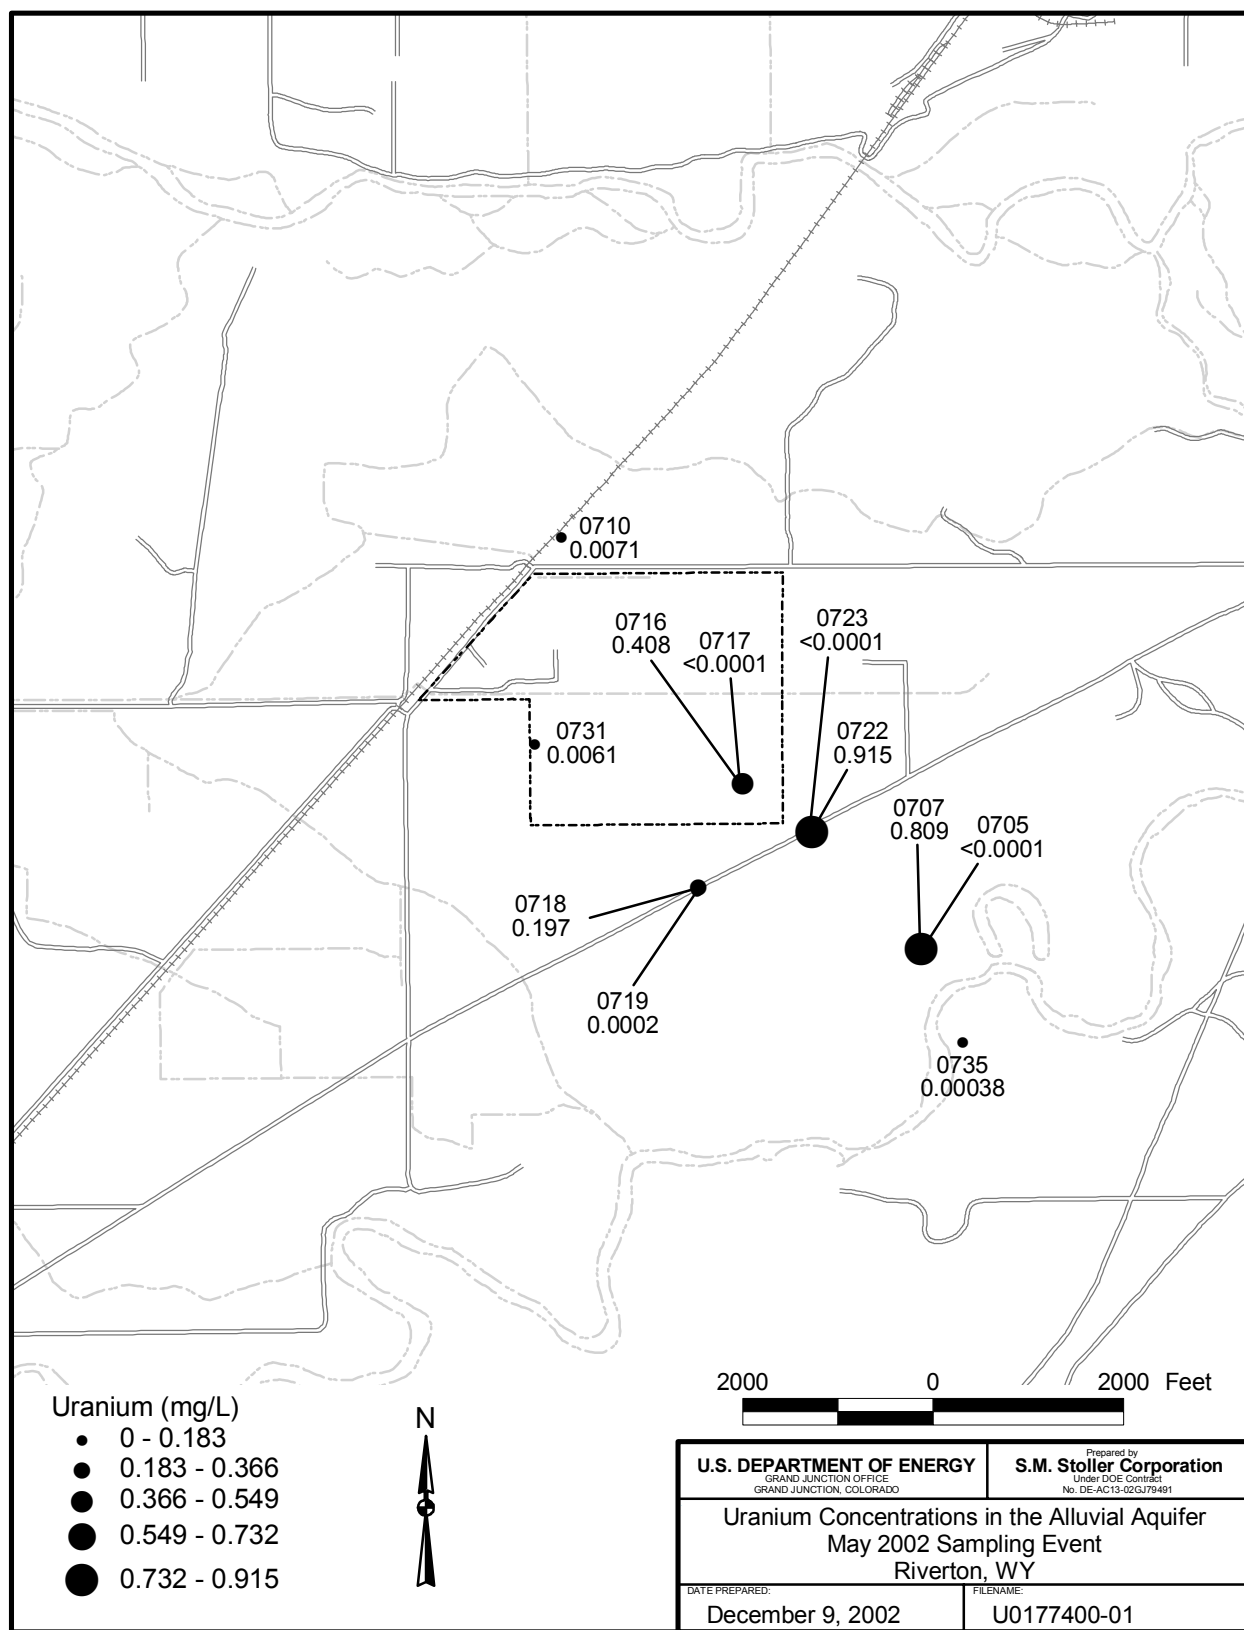 0710
0.0071
0716
0.408
0717
<0.0001
0723
<0.0001
0731
0.0061
0722
0.915
0707
0.809
0705
<0.0001
0718
0.197
0719
0.0002
0735
0.00038
Uranium (mg/L)
0 - 0.183
0.183 - 0.366
0.366 - 0.549
0.549 - 0.732
0.732 - 0.915
N
2000 0 2000 Feet
U.S. DEPARTMENT OF ENERGY
GRAND JUNCTION OFFICE
GRAND JUNCTION, COLORADO
Prepared by
S.M. Stoller Corporation
Under DOE Contract
No. DE-AC13-02GJ79491
Uranium Concentrations in the Alluvial Aquifer
May 2002 Sampling Event
Riverton, WY
DATE PREPARED:
December 9, 2002
FILENAME:
U0177400-01